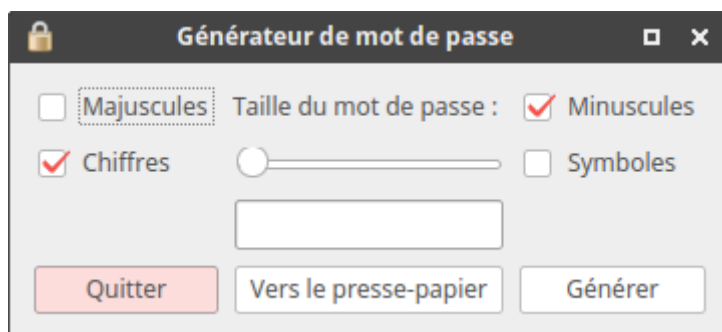 Générateur de mot de passe
Majuscules Taille du mot de passe : Minuscules
Chiffres Symboles
Quitter Vers le presse-papier Générer